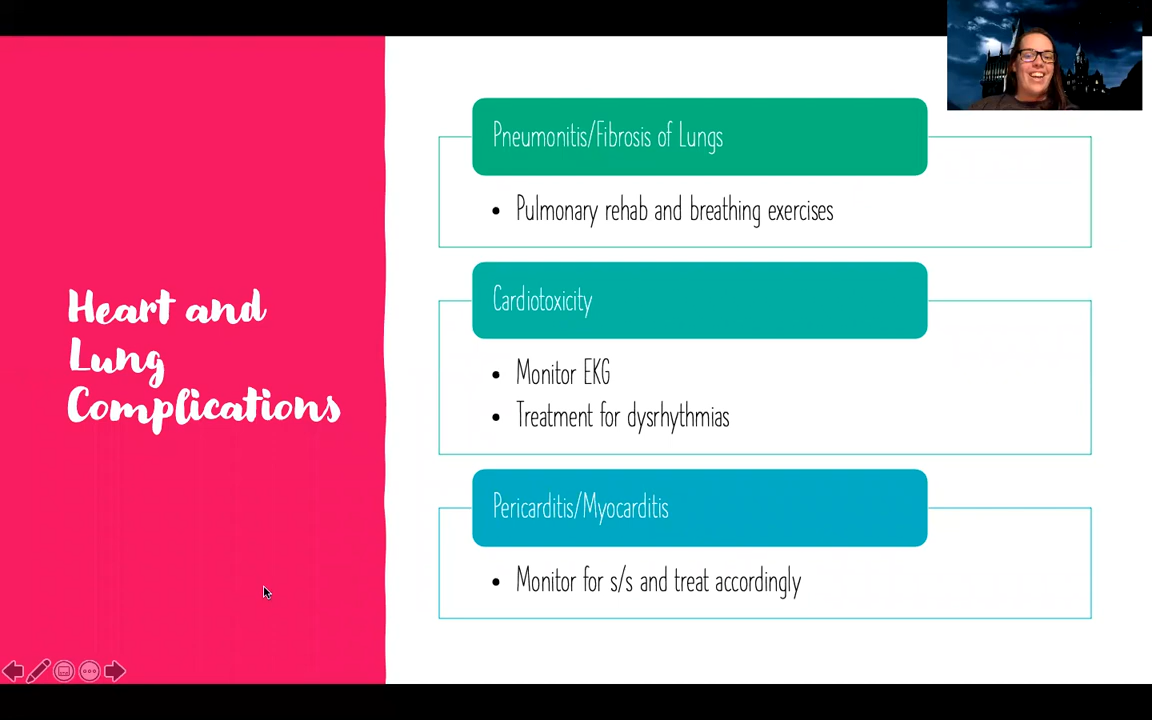 Heart and
Lung
Complications
Pneumonitis/Fibrosis of Lungs
• Pulmonary rehab and breathing exercises
Cardiotoxicity
• Monitor EKG
• Treatment for dysrhythmias
Pericarditis/Myocarditis
• Monitor for s/s and treat accordingly